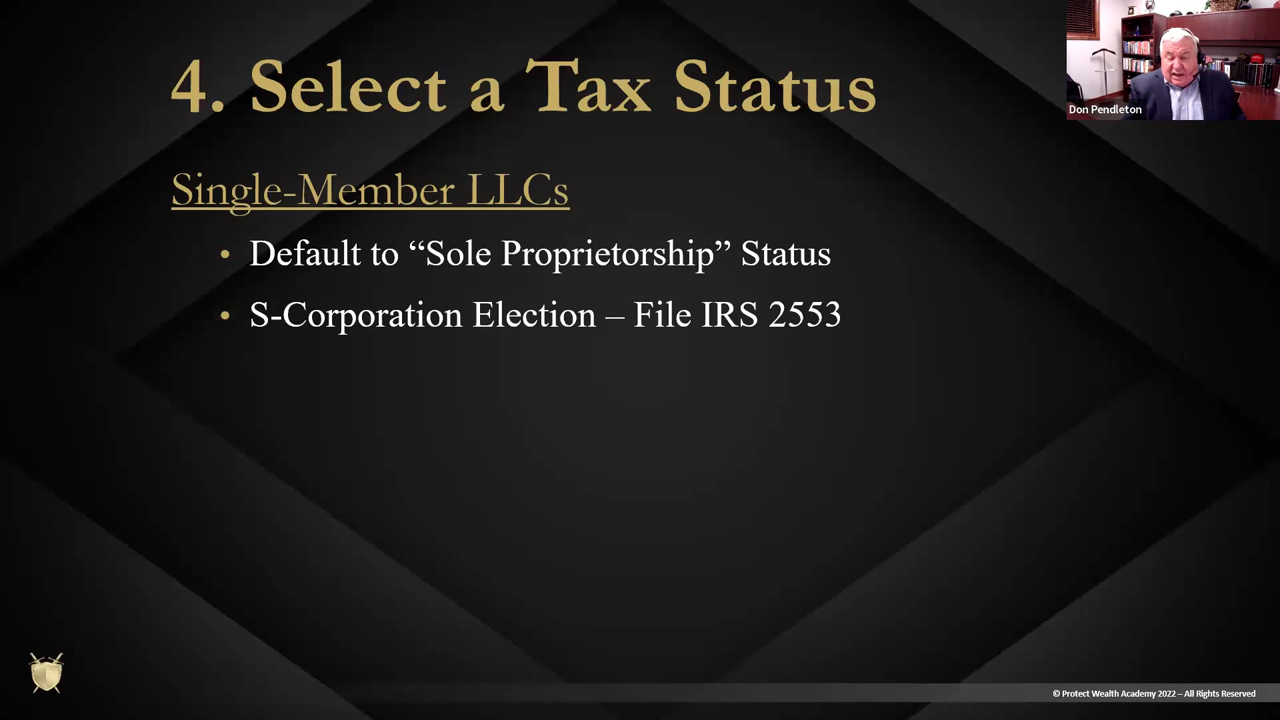 4. Select a Tax Status
Don Pendleton
Single-Member LLCs
• Default to “Sole Proprietorship” Status
• S-Corporation Election – File IRS 2553
© Protect Wealth Academy 2022 – All Rights Reserved